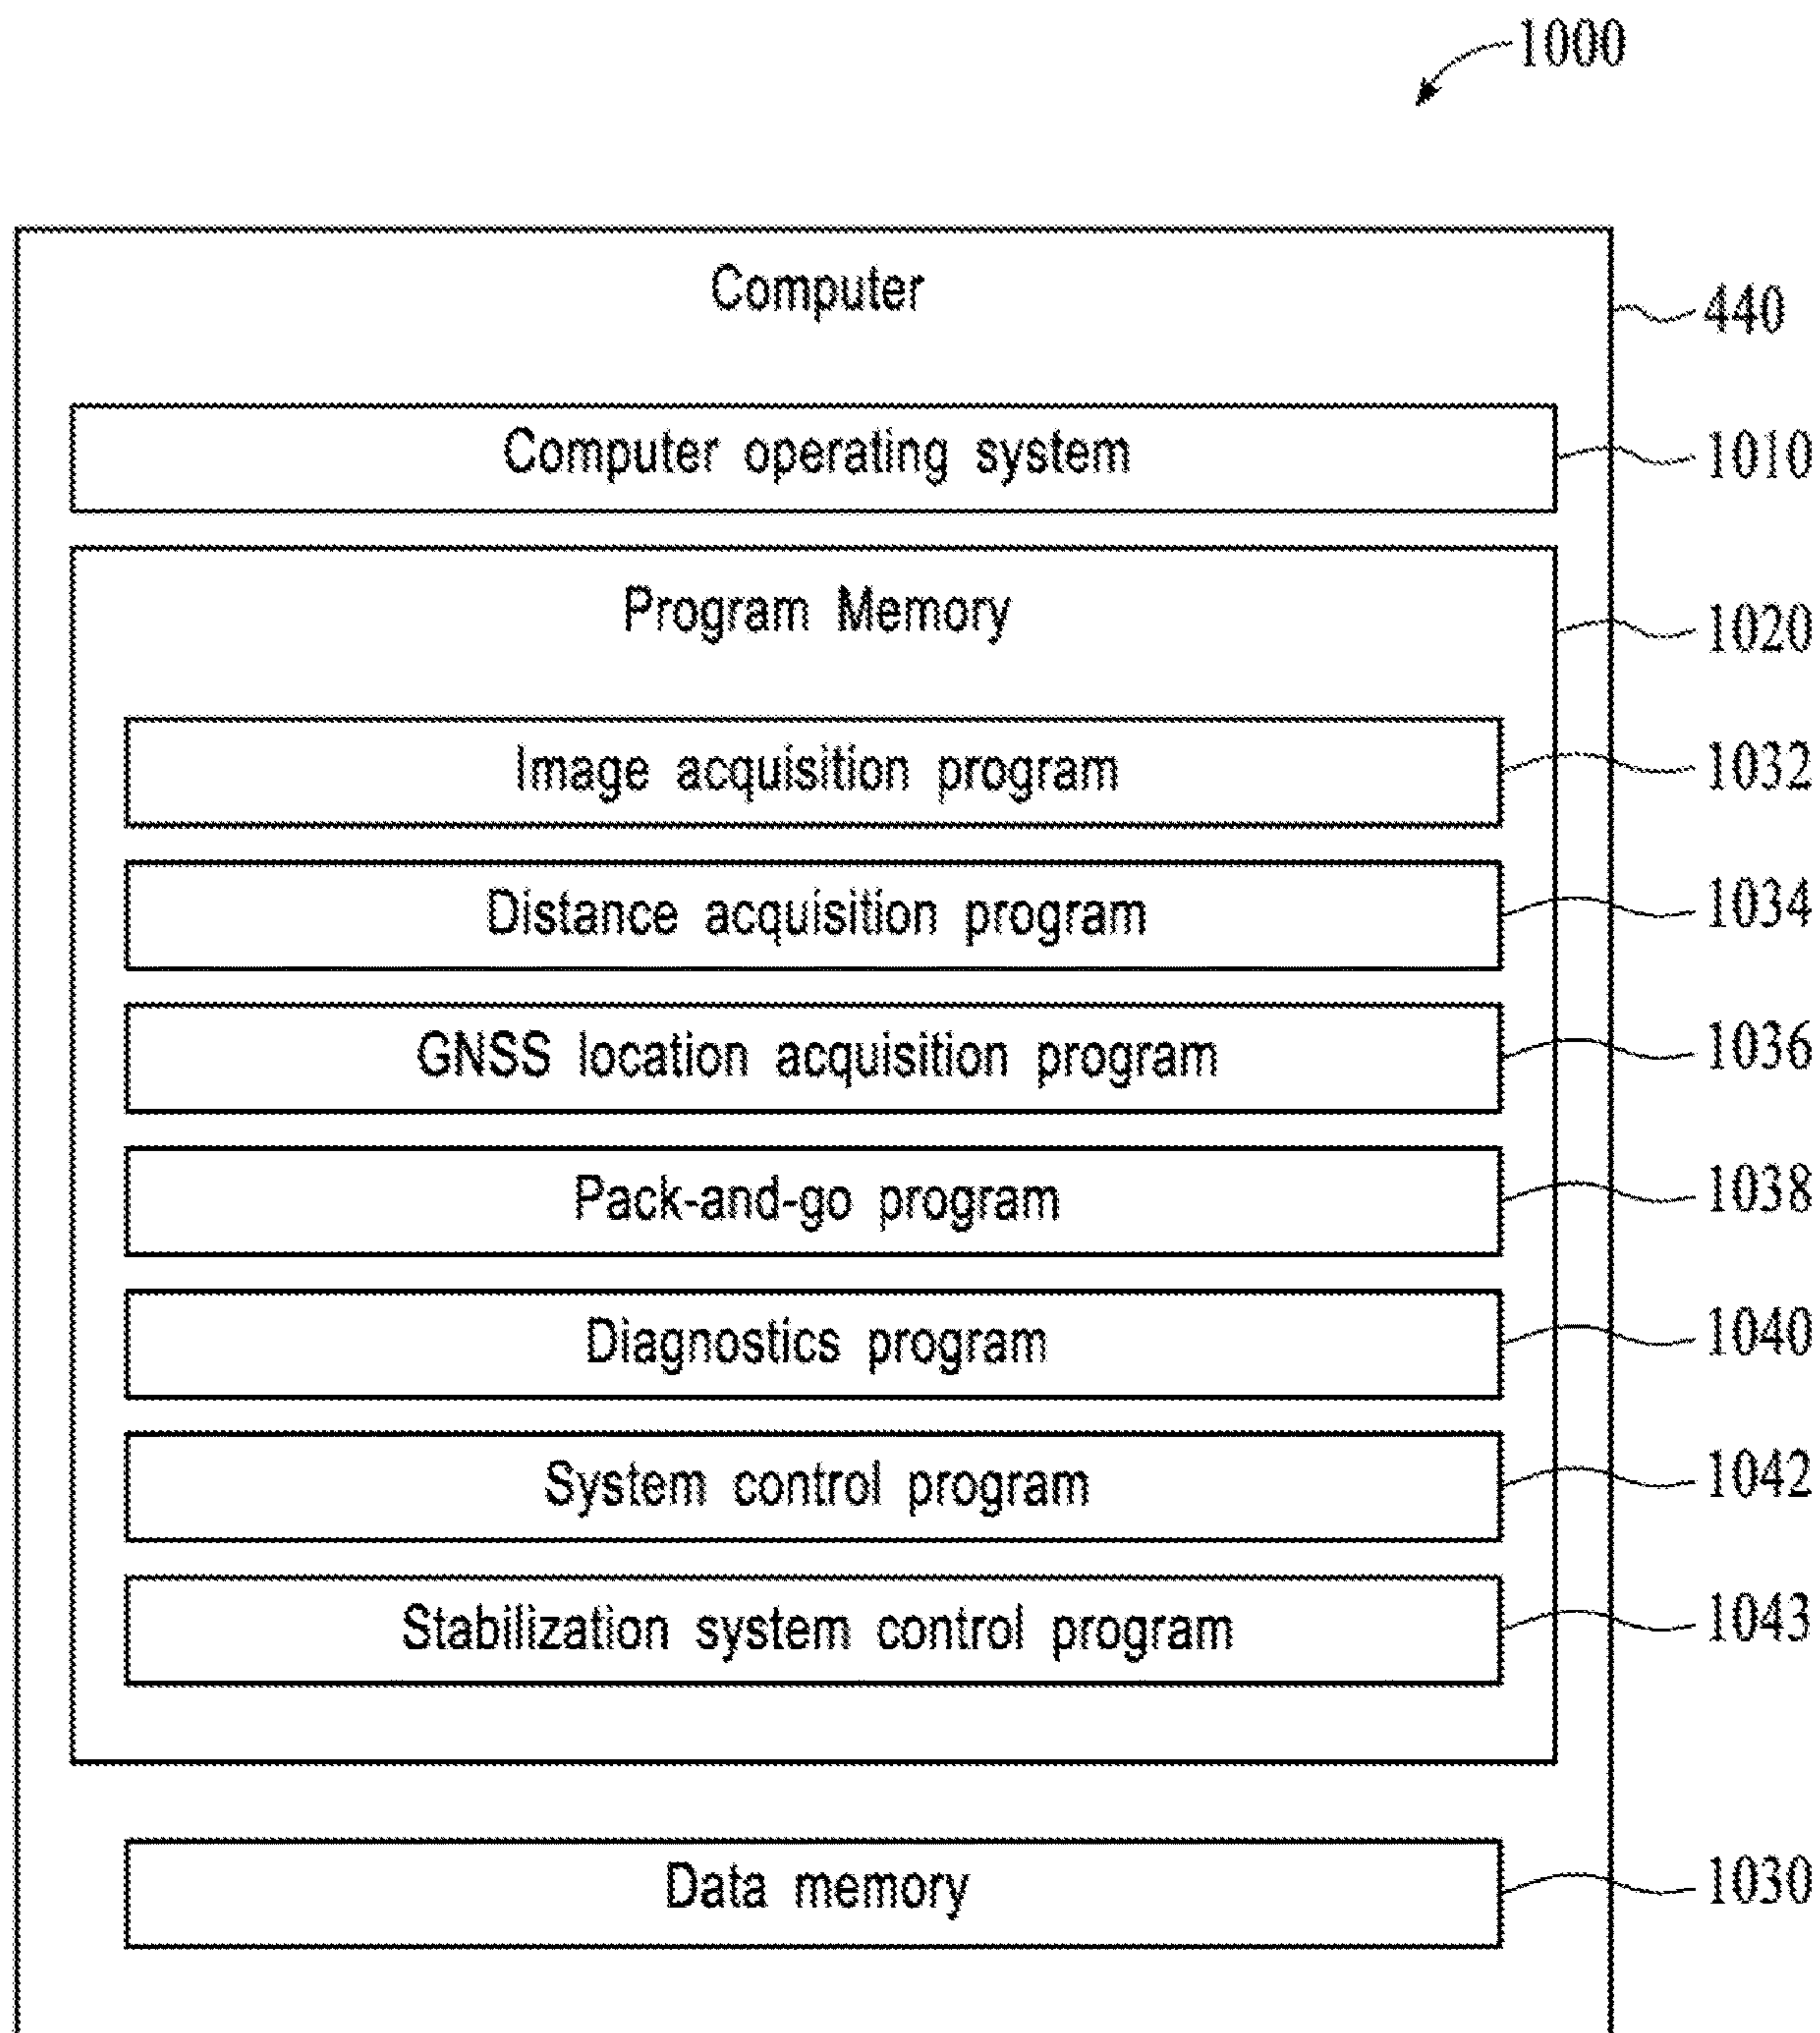 1000
Computer
440
Computer operating system
1010
Program Memory
1020
Image acquisition program
1032
Distance acquisition program
1034
GNSS location acquisition program
1036
Pack-and-go program
1038
Diagnostics program
1040
System control program
1042
Stabilization system control program
1043
Data memory
1030